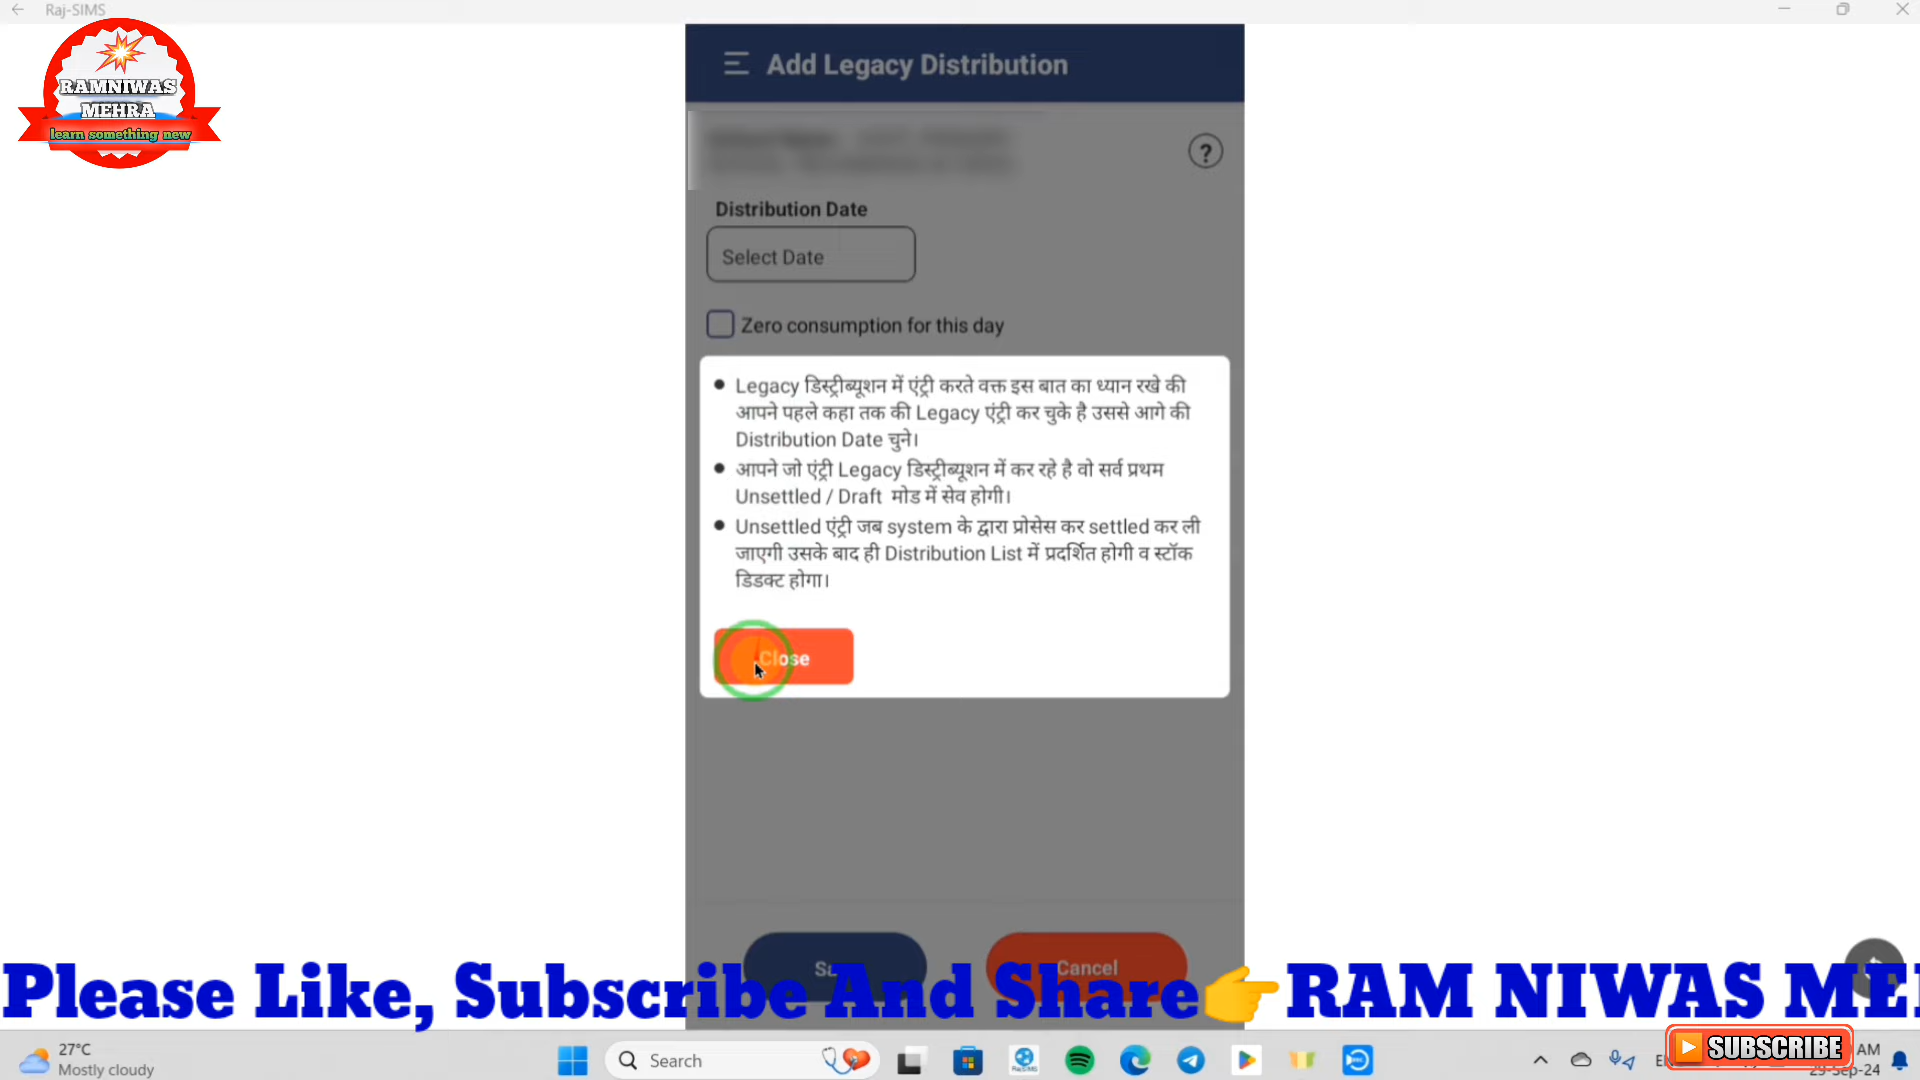 Raj-SIMS
RAMNIWAS
MEHRA
learn something new
Add Legacy Distribution
?
Distribution Date
Select Date
Zero consumption for this day
Legacy डिस्ट्रीब्यूशन में एंट्री करते वक्त इस बात का ध्यान रखे की
आपने पहले कहा तक की Legacy एंट्री कर चुके है उससे आगे की
Distribution Date चुने।
आपने जो एंट्री Legacy डिस्ट्रीब्यूशन में कर रहे है वो सर्व प्रथम
Unsettled / Draft मोड में सेव होगी।
Unsettled एंट्री जब system के द्वारा प्रोसेस कर settled कर ली
जाएगी उसके बाद ही Distribution List में प्रदर्शित होगी व स्टॉक
डिडक्ट होगा।
Close
Cancel
Please Like, Subscribe And Share👉RAM NIWAS ME
27°C
Mostly cloudy
Search
SUBSCRIBE
AM
29-Sep-24